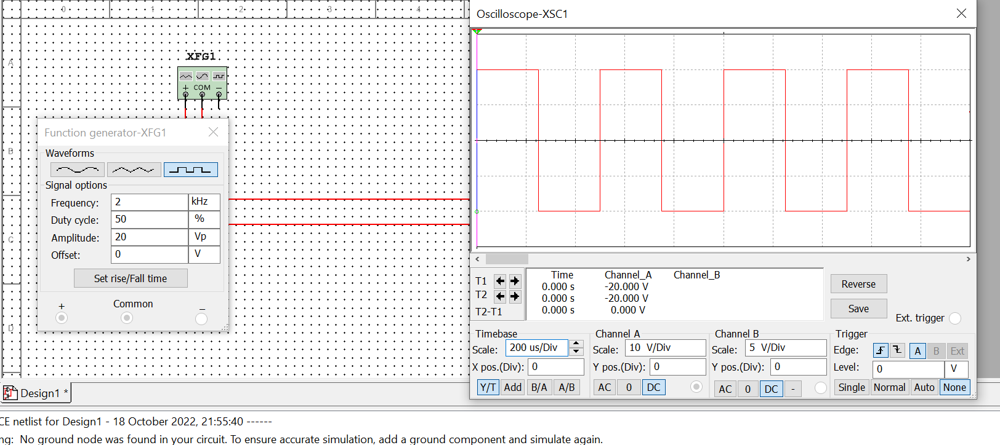 0 1 2 3 4
A
XFG1
+ COM −
B
C
D
Function generator-XFG1
Waveforms
Signal options
Frequency: 2 kHz
Duty cycle: 50 %
Amplitude: 20 Vp
Offset: 0 V
Set rise/Fall time
+ Common −
Design1 *
Oscilloscope-XSC1
Time Channel_A Channel_B
T1 0.000 s -20.000 V
T2 0.000 s -20.000 V
T2-T1 0.000 s 0.000 V
Reverse
Save
Ext. trigger
Timebase
Scale: 200 us/Div
X pos.(Div): 0
Y/T Add B/A A/B
Channel A
Scale: 10 V/Div
Y pos.(Div): 0
AC 0 DC
Channel B
Scale: 5 V/Div
Y pos.(Div): 0
AC 0 DC -
Trigger
Edge: A B Ext
Level: 0 V
Single Normal Auto None
CE netlist for Design1 - 18 October 2022, 21:55:40 ------
ng: No ground node was found in your circuit. To ensure accurate simulation, add a ground component and simulate again.